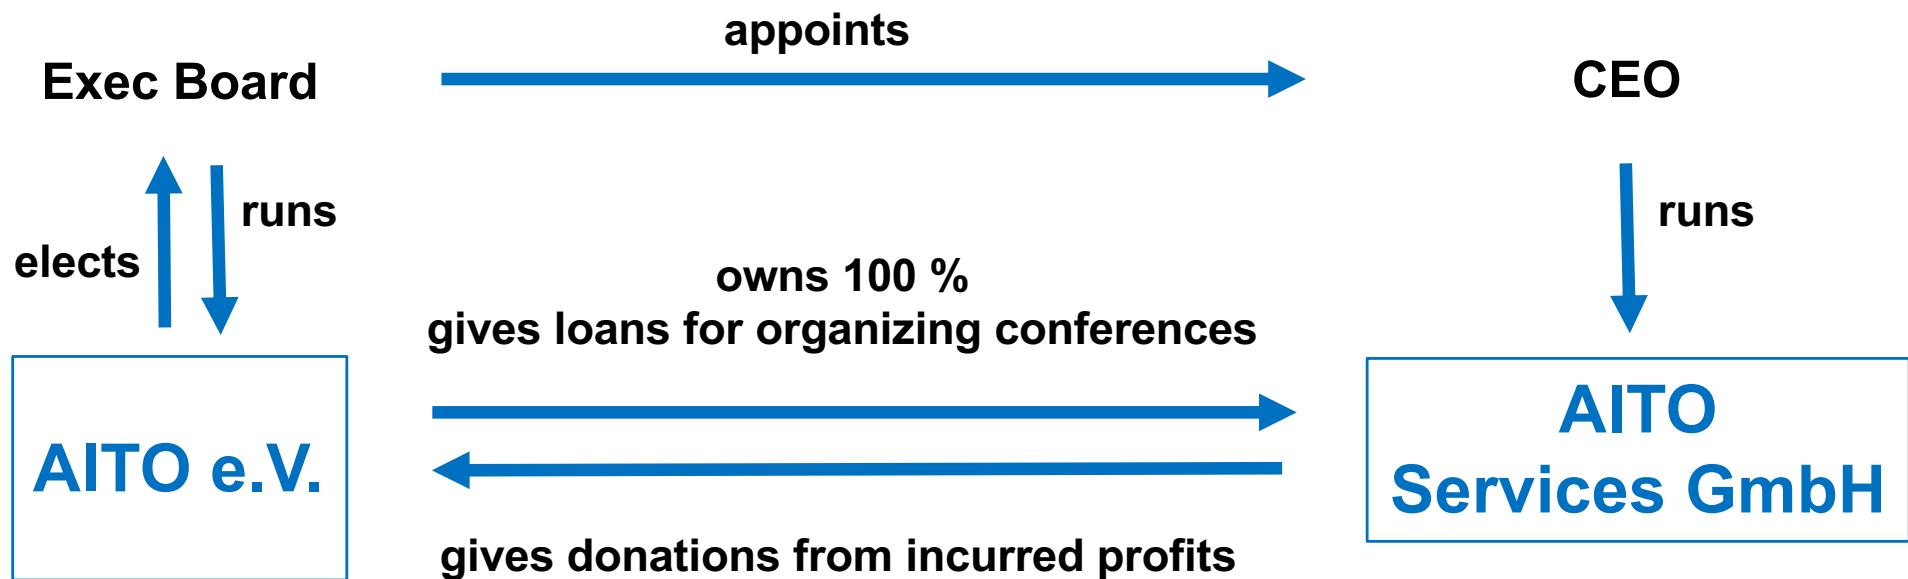 appoints
Exec Board
CEO
runs
elects
runs
owns 100 %
gives loans for organizing conferences
AITO e.V.
AITO
Services GmbH
gives donations from incurred profits